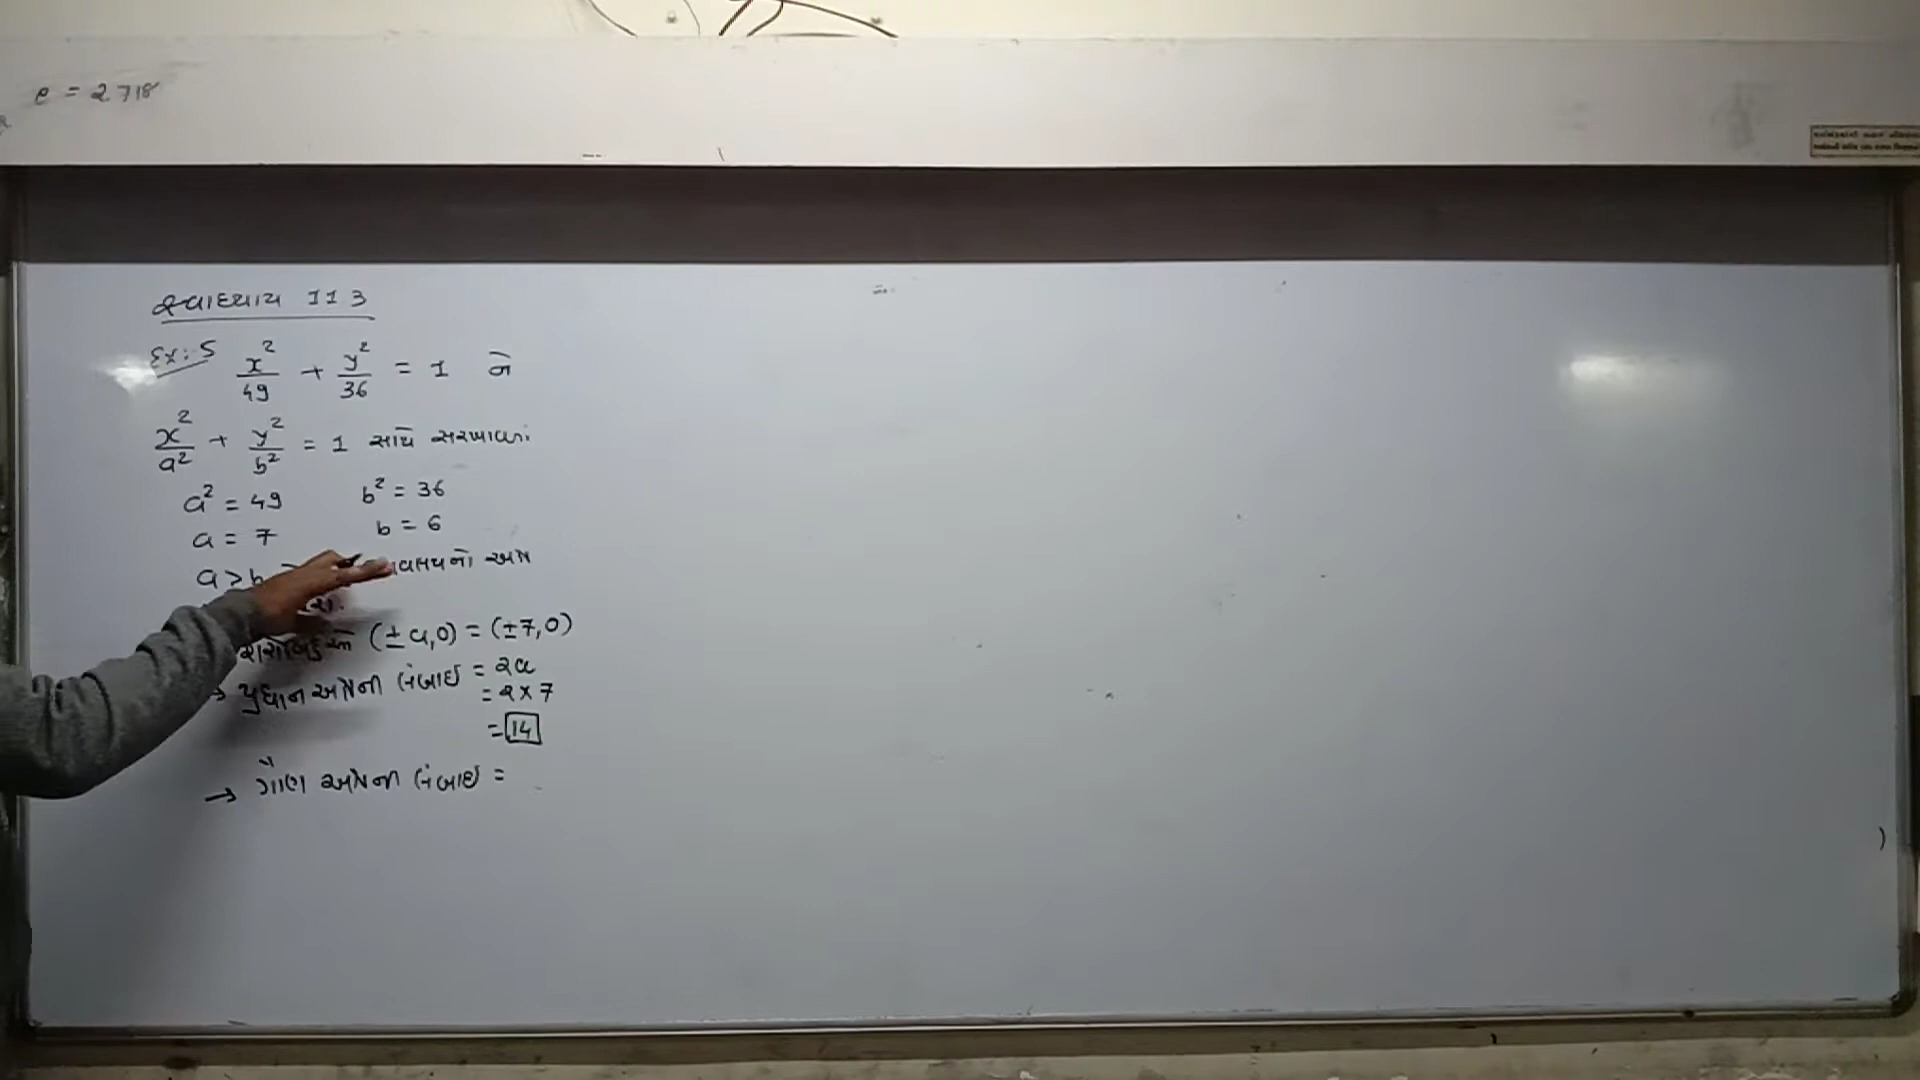 e = 2.718
સ્વાધ્યાય 11.3
Ex: 5 x²/49 + y²/36 = 1 ને
x²/a² + y²/b² = 1 સાથે સરખાવતાં
a² = 49 b² = 36
a = 7 b = 6
a > b અક્ષ
(±a,0) = (±7,0)
→ પ્રધાન અક્ષની લંબાઈ = 2a
= 2 × 7
= 14
→ ગૌણ અક્ષની લંબાઈ =